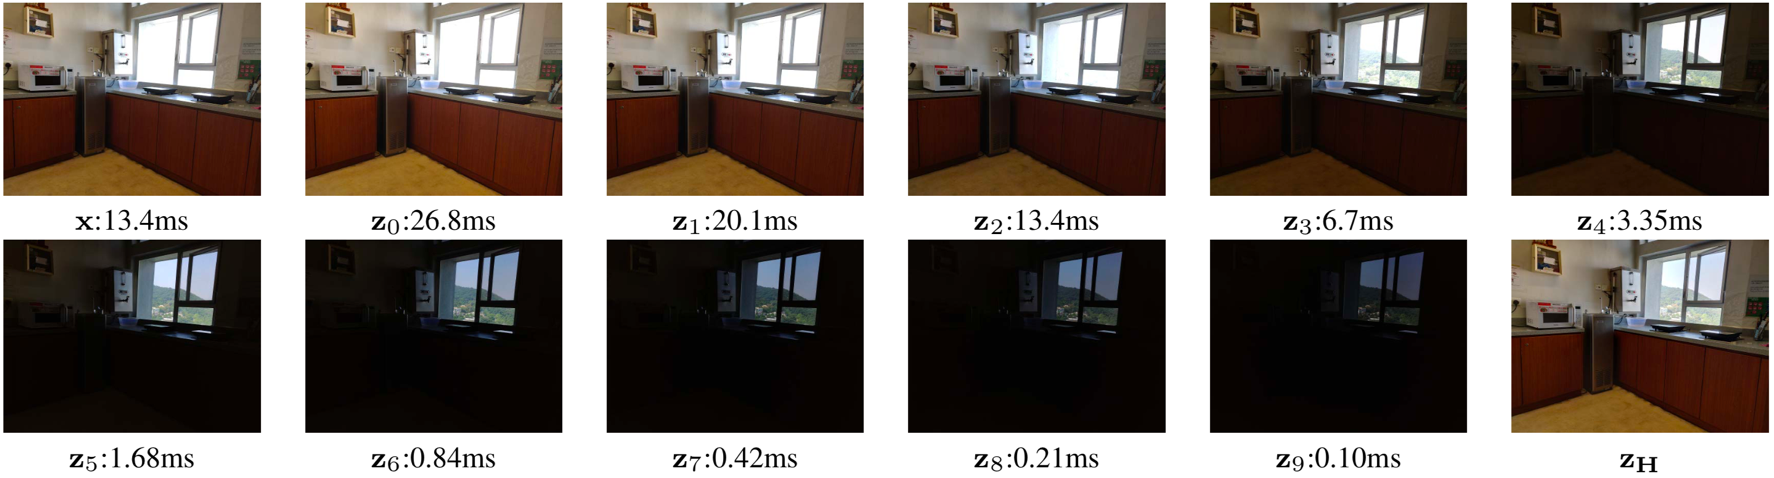 x:13.4ms z₀:26.8ms z₁:20.1ms z₂:13.4ms z₃:6.7ms z₄:3.35ms
z₅:1.68ms z₆:0.84ms z₇:0.42ms z₈:0.21ms z₉:0.10ms z_H